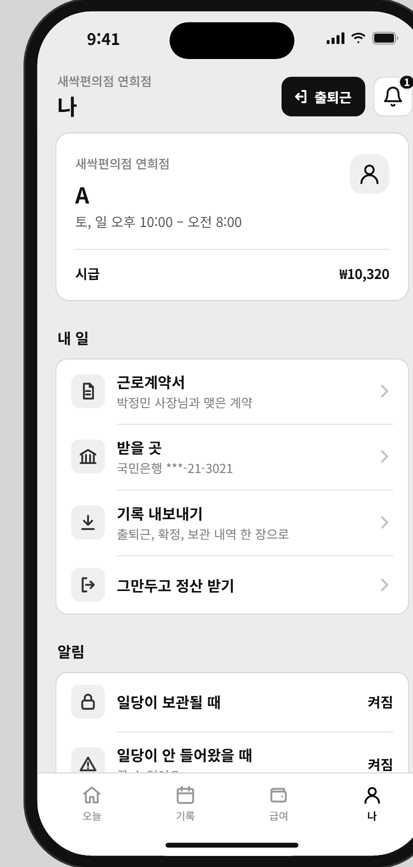 9:41
새싹편의점 연희점
나
출퇴근
1
새싹편의점 연희점
A
토, 일 오후 10:00 – 오전 8:00
시급
₩10,320
내 일
근로계약서
박정민 사장님과 맺은 계약
받을 곳
국민은행 ***-21-3021
기록 내보내기
출퇴근, 확정, 보관 내역 한 장으로
그만두고 정산 받기
알림
일당이 보관될 때
켜짐
일당이 안 들어왔을 때
켜짐
오늘
기록
급여
나